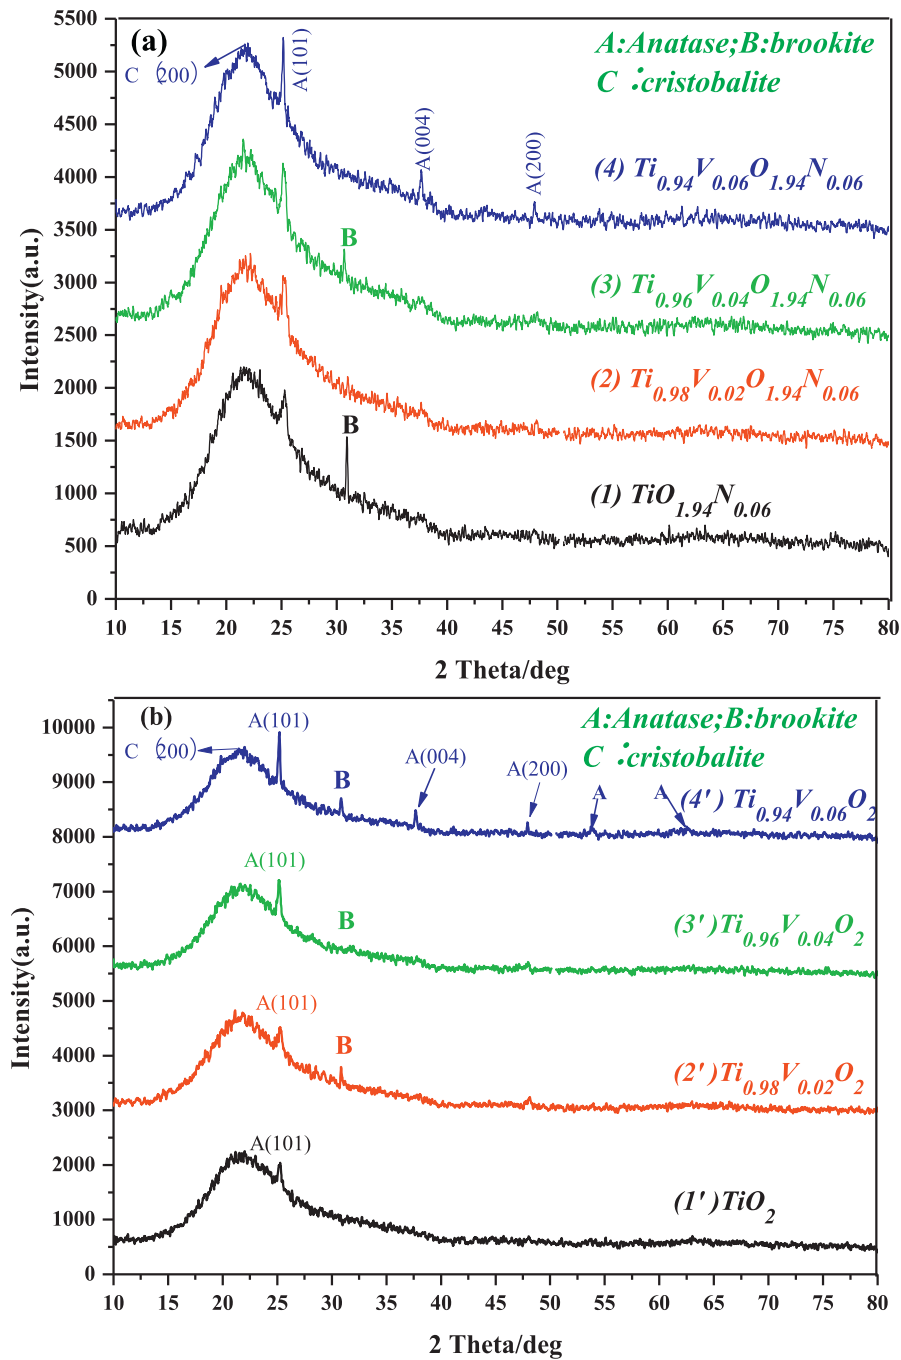 (a)
A:Anatase;B:brookite
C :cristobalite
C (200)
A(101)
A(004)
A(200)
(4) Ti0.94V0.06O1.94N0.06
B
(3) Ti0.96V0.04O1.94N0.06
(2) Ti0.98V0.02O1.94N0.06
B
(1) TiO1.94N0.06
Intensity(a.u.)
5500
5000
4500
4000
3500
3000
2500
2000
1500
1000
500
0
10 15 20 25 30 35 40 45 50 55 60 65 70 75 80
2 Theta/deg
(b)
A:Anatase;B:brookite
C :cristobalite
A(101)
C (200)
B
A(004)
A(200)
A
A
(4')Ti0.94V0.06O2
A(101)
B
(3')Ti0.96V0.04O2
A(101)
B
(2')Ti0.98V0.02O2
A(101)
(1')TiO2
Intensity(a.u.)
10000
9000
8000
7000
6000
5000
4000
3000
2000
1000
0
10 15 20 25 30 35 40 45 50 55 60 65 70 75 80
2 Theta/deg